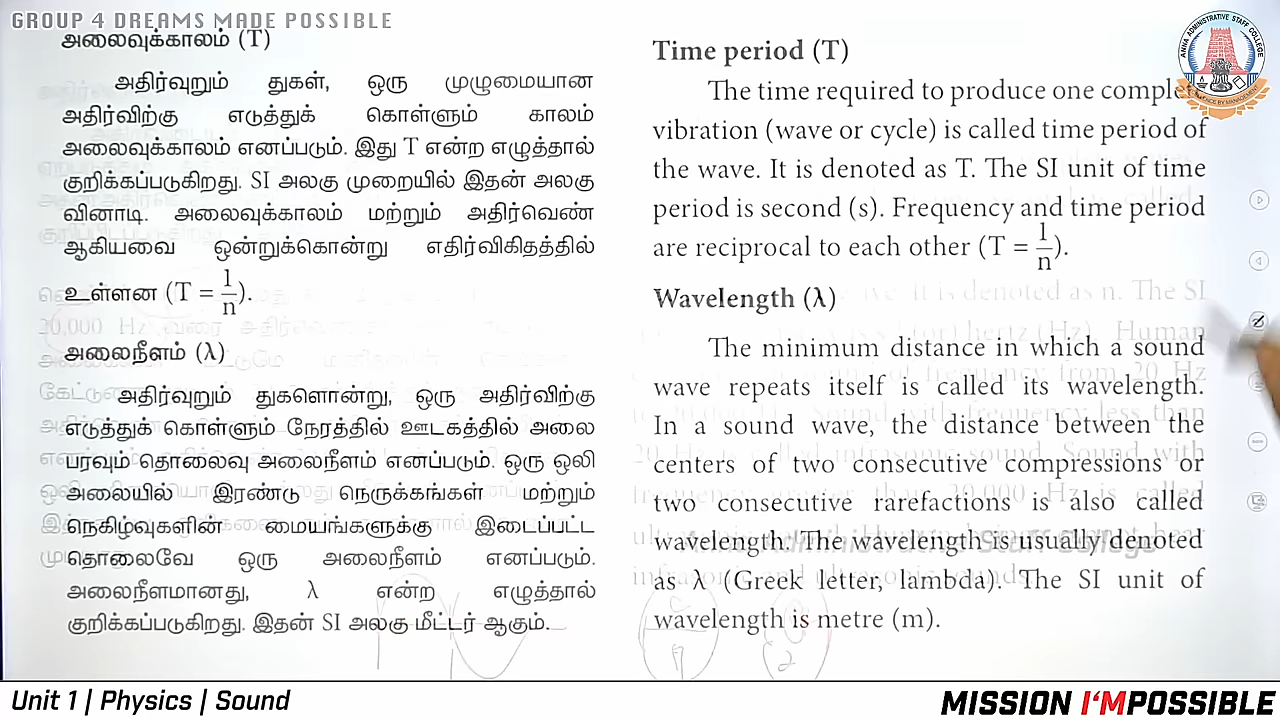 GROUP 4 DREAMS MADE POSSIBLE
அலைவுக்காலம் (T)
அதிர்வுறும் துகள், ஒரு முழுமையான
அதிர்விற்கு எடுத்துக் கொள்ளும் காலம்
அலைவுக்காலம் எனப்படும். இது T என்ற எழுத்தால்
குறிக்கப்படுகிறது. SI அலகு முறையில் இதன் அலகு
வினாடி. அலைவுக்காலம் மற்றும் அதிர்வெண்
ஆகியவை ஒன்றுக்கொன்று எதிர்விகிதத்தில்
உள்ளன (T = 1/n).
அலைநீளம் (λ)
அதிர்வுறும் துகளொன்று, ஒரு அதிர்விற்கு
எடுத்துக் கொள்ளும் நேரத்தில் ஊடகத்தில் அலை
பரவும் தொலைவு அலைநீளம் எனப்படும். ஒரு ஒலி
அலையில் இரண்டு நெருக்கங்கள் மற்றும்
நெகிழ்வுகளின் மையங்களுக்கு இடைப்பட்ட
தொலைவே ஒரு அலைநீளம் எனப்படும்.
அலைநீளமானது, λ என்ற எழுத்தால்
குறிக்கப்படுகிறது. இதன் SI அலகு மீட்டர் ஆகும்.
Time period (T)
The time required to produce one comple
vibration (wave or cycle) is called time period of
the wave. It is denoted as T. The SI unit of time
period is second (s). Frequency and time period
are reciprocal to each other (T = 1/n).
Wavelength (λ)
The minimum distance in which a sound
wave repeats itself is called its wavelength.
In a sound wave, the distance between the
centers of two consecutive compressions or
two consecutive rarefactions is also called
wavelength. The wavelength is usually denoted
as λ (Greek letter, lambda). The SI unit of
wavelength is metre (m).
ANNA ADMINISTRATIVE STAFF COLLEGE
Unit 1 | Physics | Sound
MISSION I'MPOSSIBLE